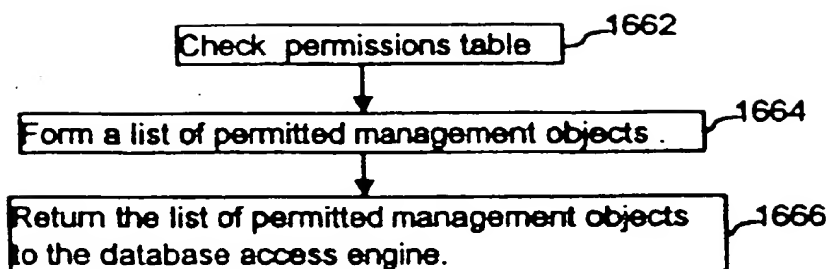 Check permissions table
1662
Form a list of permitted management objects .
1664
Return the list of permitted management objects
to the database access engine.
1666